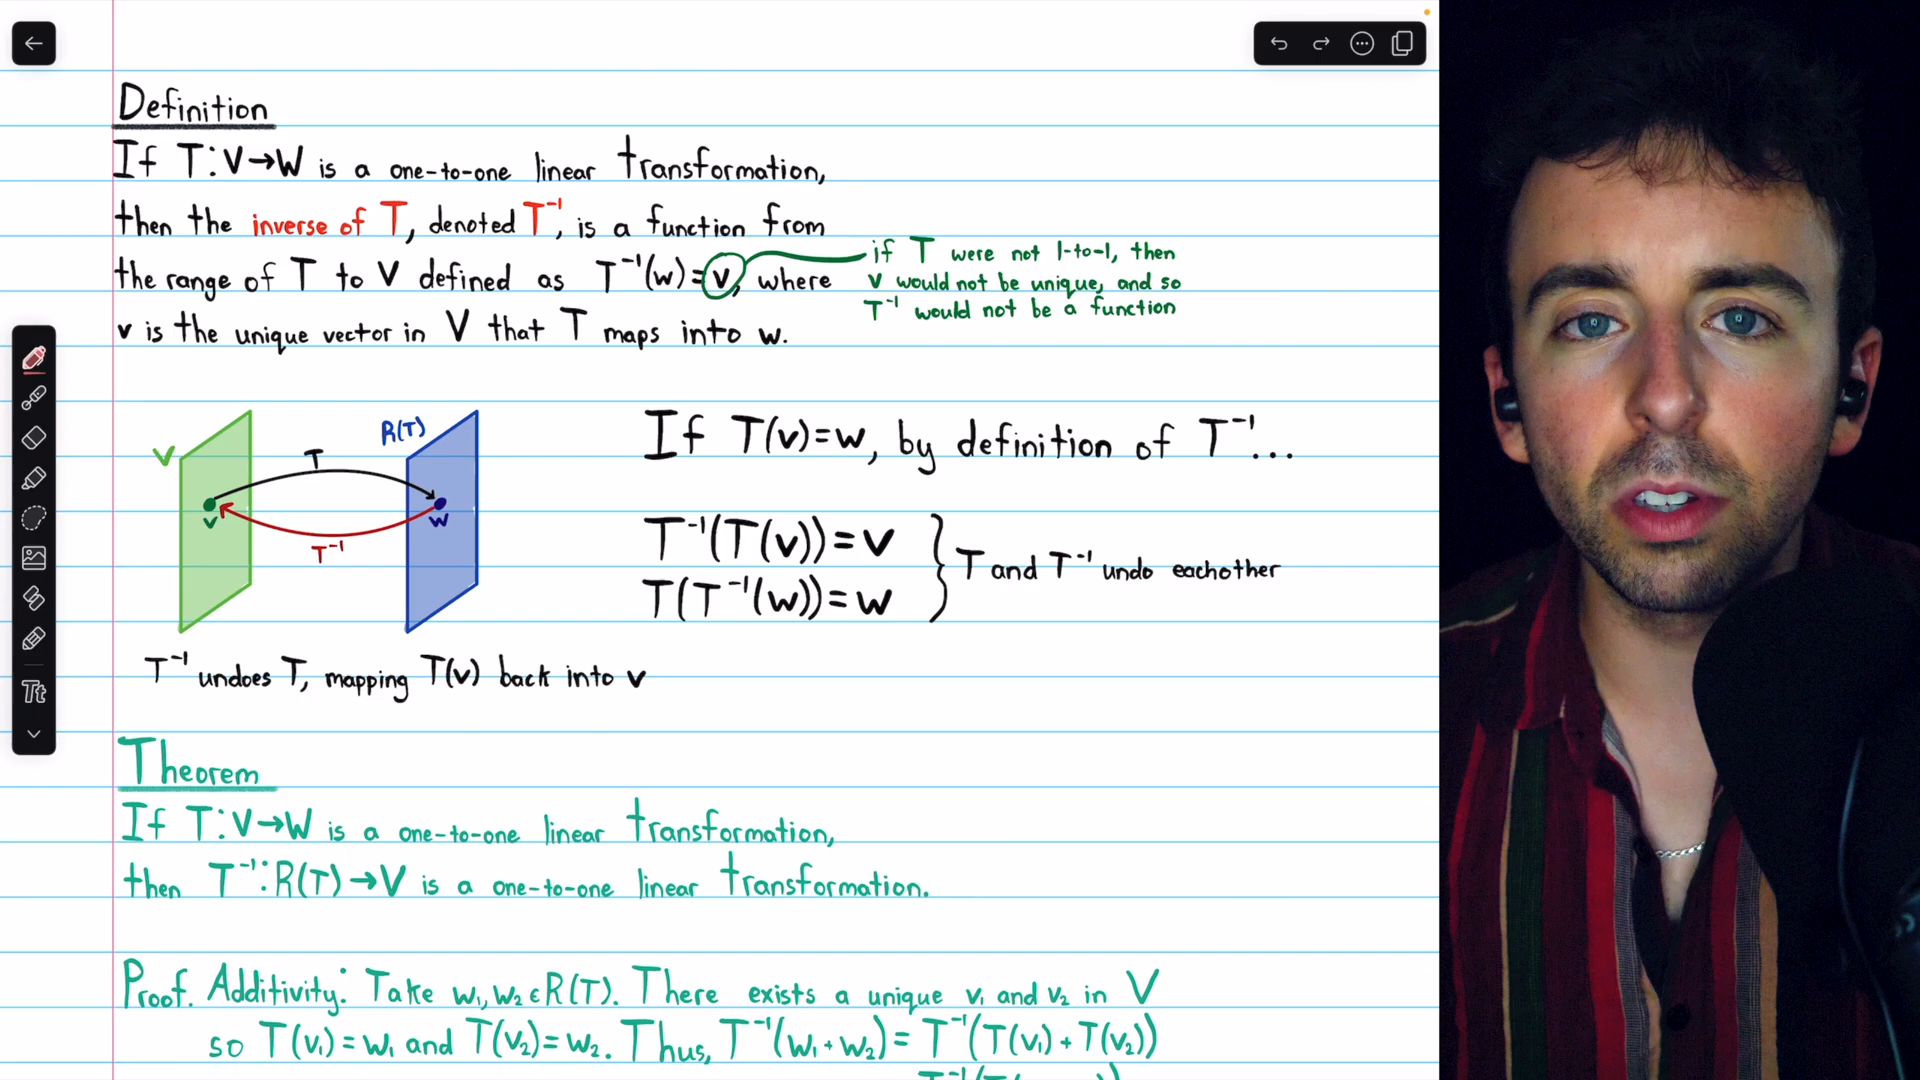 Definition
If T:V→W is a one-to-one linear transformation,
then the inverse of T, denoted T⁻¹, is a function from
the range of T to V defined as T⁻¹(w)=v, where
v is the unique vector in V that T maps into w.
if T were not 1-to-1, then
v would not be unique, and so
T⁻¹ would not be a function
V
T
R(T)
v
w
T⁻¹
T⁻¹ undoes T, mapping T(v) back into v
If T(v)=w, by definition of T⁻¹...
T⁻¹(T(v))=v
T(T⁻¹(w))=w
T and T⁻¹ undo eachother
Theorem
If T:V→W is a one-to-one linear transformation,
then T⁻¹:R(T)→V is a one-to-one linear transformation.
Proof. Additivity: Take w₁,w₂∈R(T). There exists a unique v₁ and v₂ in V
so T(v₁)=w₁ and T(v₂)=w₂. Thus, T⁻¹(w₁+w₂)=T⁻¹(T(v₁)+T(v₂))
Tt